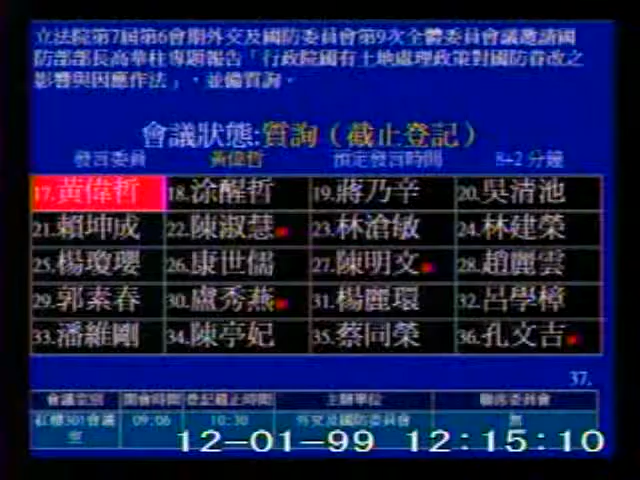 立法院第7屆第6會期外交及國防委員會第9次全體委員會議邀請國
防部部長高華柱專題報告「行政院國有土地處理政策對國防眷改之
影響與因應作法」，並備質詢。
會議狀態:質詢（截止登記）
發言委員 黃偉哲 預定發言時間 8+2 分鐘
17.黃偉哲 18.涂醒哲 19.蔣乃辛 20.吳清池
21.賴坤成 22.陳淑慧 23.林滄敏 24.林建榮
25.楊瓊瓔 26.康世儒 27.陳明文 28.趙麗雲
29.郭素春 30.盧秀燕 31.楊麗環 32.呂學樟
33.潘維剛 34.陳亭妃 35.蔡同榮 36.孔文吉
37.
會議室別 開會時間 登記截止時間 主辦單位 聯席委員會
紅樓301會議室 09:06 10:30 外交及國防委員會 無
12-01-99 12:15:10